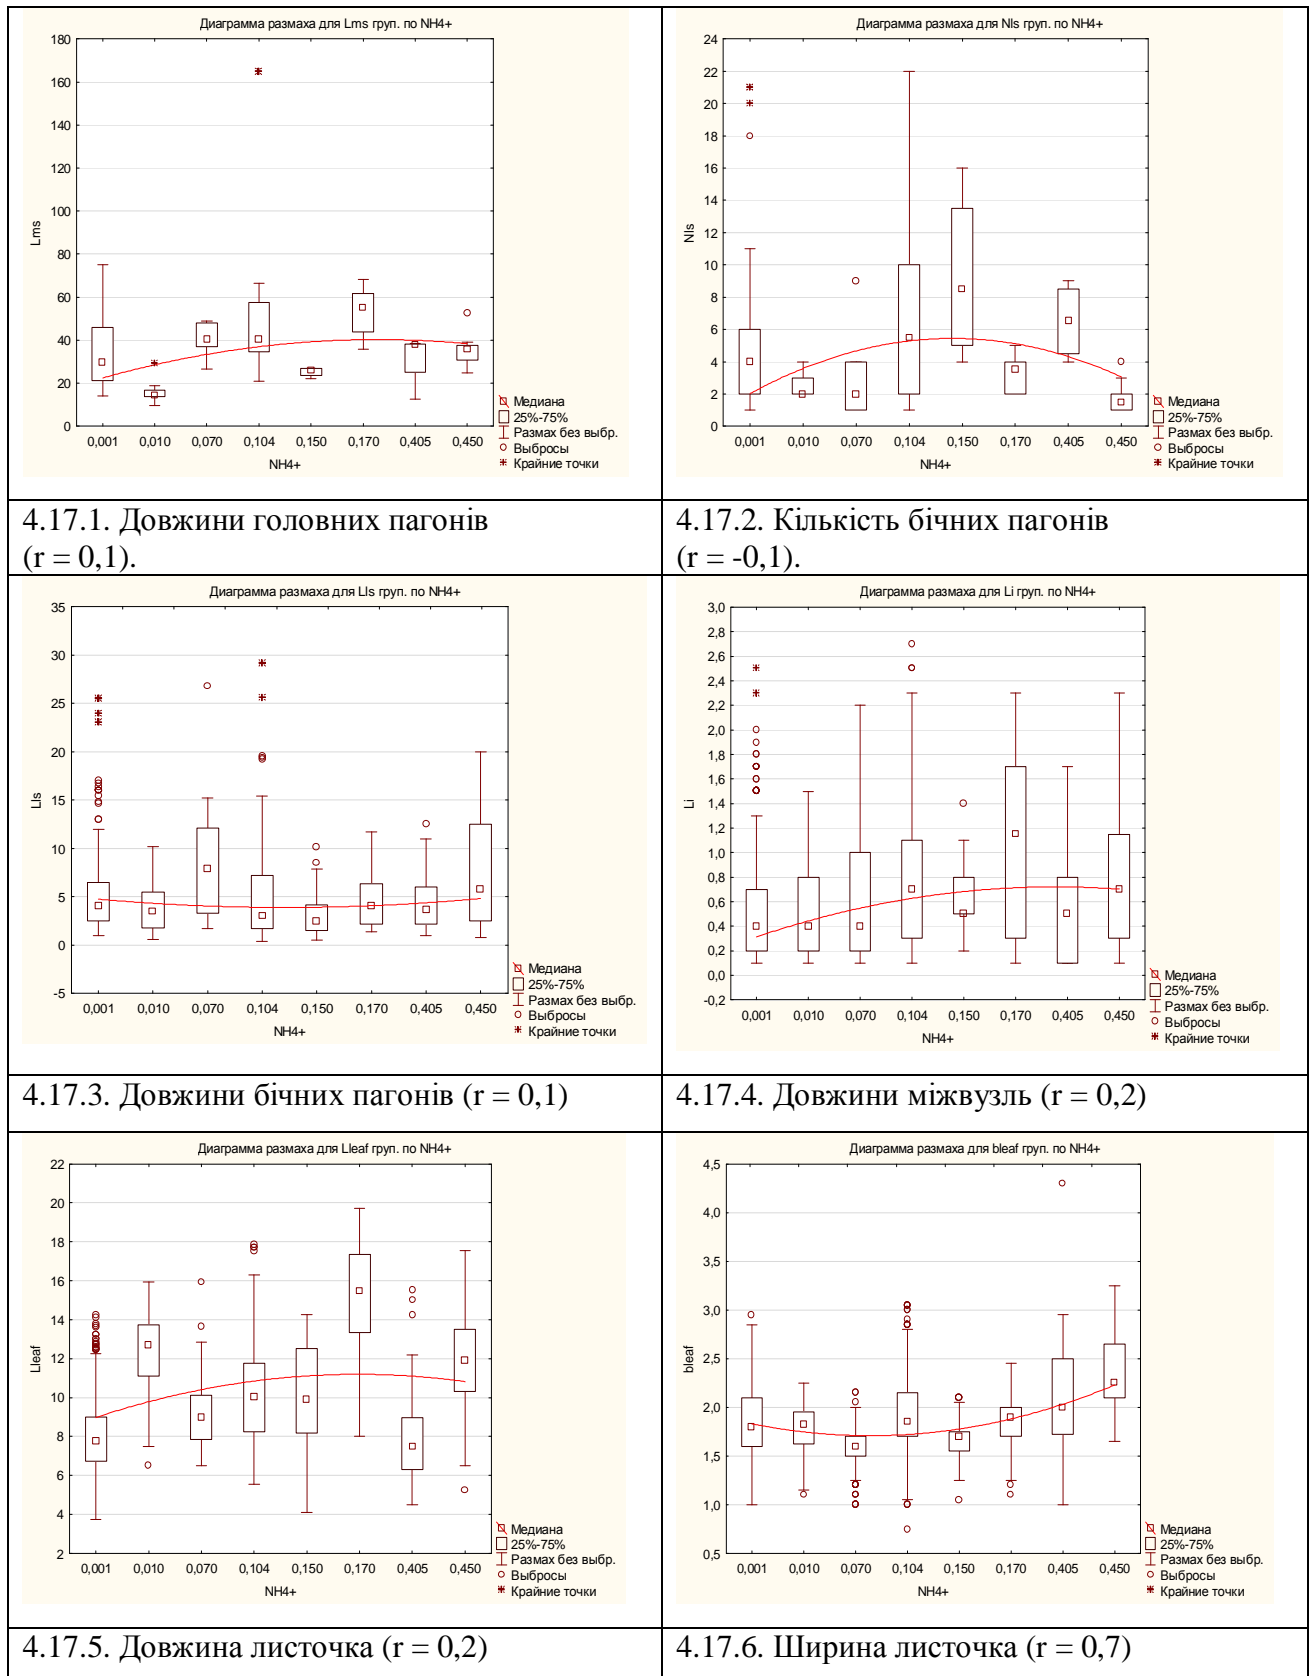 Диаграмма размаха для Lms груп. по NH4+
180
160
140
120
100
80
60
40
20
0
Lms
0,001 0,010 0,070 0,104 0,150 0,170 0,405 0,450
NH4+
Медиана
25%-75%
Размах без выбр.
Выбросы
Крайние точки
4.17.1. Довжини головних пагонів
(r = 0,1).
Диаграмма размаха для Nls груп. по NH4+
24
22
20
18
16
14
12
10
8
6
4
2
0
Nls
0,001 0,010 0,070 0,104 0,150 0,170 0,405 0,450
NH4+
Медиана
25%-75%
Размах без выбр.
Выбросы
Крайние точки
4.17.2. Кількість бічних пагонів
(r = -0,1).
Диаграмма размаха для Lls груп. по NH4+
35
30
25
20
15
10
5
0
-5
Lls
0,001 0,010 0,070 0,104 0,150 0,170 0,405 0,450
NH4+
Медиана
25%-75%
Размах без выбр.
Выбросы
Крайние точки
4.17.3. Довжини бічних пагонів (r = 0,1)
Диаграмма размаха для Li груп. по NH4+
3,0
2,8
2,6
2,4
2,2
2,0
1,8
1,6
1,4
1,2
1,0
0,8
0,6
0,4
0,2
0,0
-0,2
Li
0,001 0,010 0,070 0,104 0,150 0,170 0,405 0,450
NH4+
Медиана
25%-75%
Размах без выбр.
Выбросы
Крайние точки
4.17.4. Довжини міжвузль (r = 0,2)
Диаграмма размаха для Lleaf груп. по NH4+
22
20
18
16
14
12
10
8
6
4
2
Lleaf
0,001 0,010 0,070 0,104 0,150 0,170 0,405 0,450
NH4+
Медиана
25%-75%
Размах без выбр.
Выбросы
Крайние точки
4.17.5. Довжина листочка (r = 0,2)
Диаграмма размаха для bleaf груп. по NH4+
4,5
4,0
3,5
3,0
2,5
2,0
1,5
1,0
0,5
bleaf
0,001 0,010 0,070 0,104 0,150 0,170 0,405 0,450
NH4+
Медиана
25%-75%
Размах без выбр.
Выбросы
Крайние точки
4.17.6. Ширина листочка (r = 0,7)